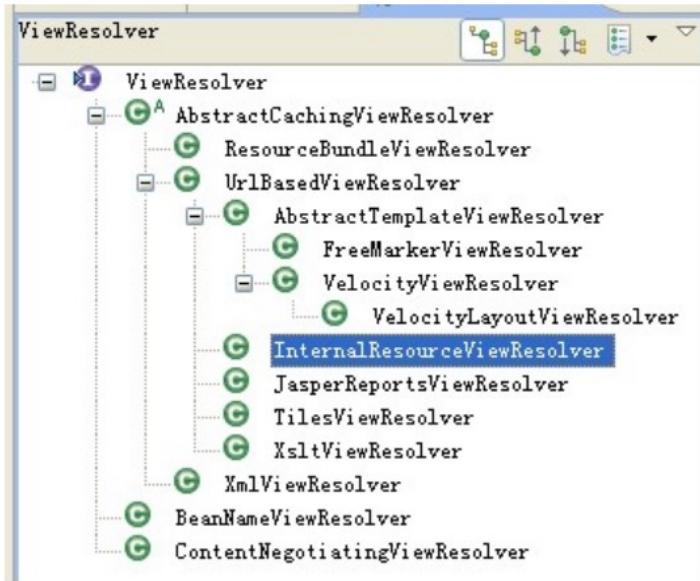 ViewResolver
ViewResolver
AbstractCachingViewResolver
ResourceBundleViewResolver
UrlBasedViewResolver
AbstractTemplateViewResolver
FreeMarkerViewResolver
VelocityViewResolver
VelocityLayoutViewResolver
InternalResourceViewResolver
JasperReportsViewResolver
TilesViewResolver
XsltViewResolver
XmlViewResolver
BeanNameViewResolver
ContentNegotiatingViewResolver